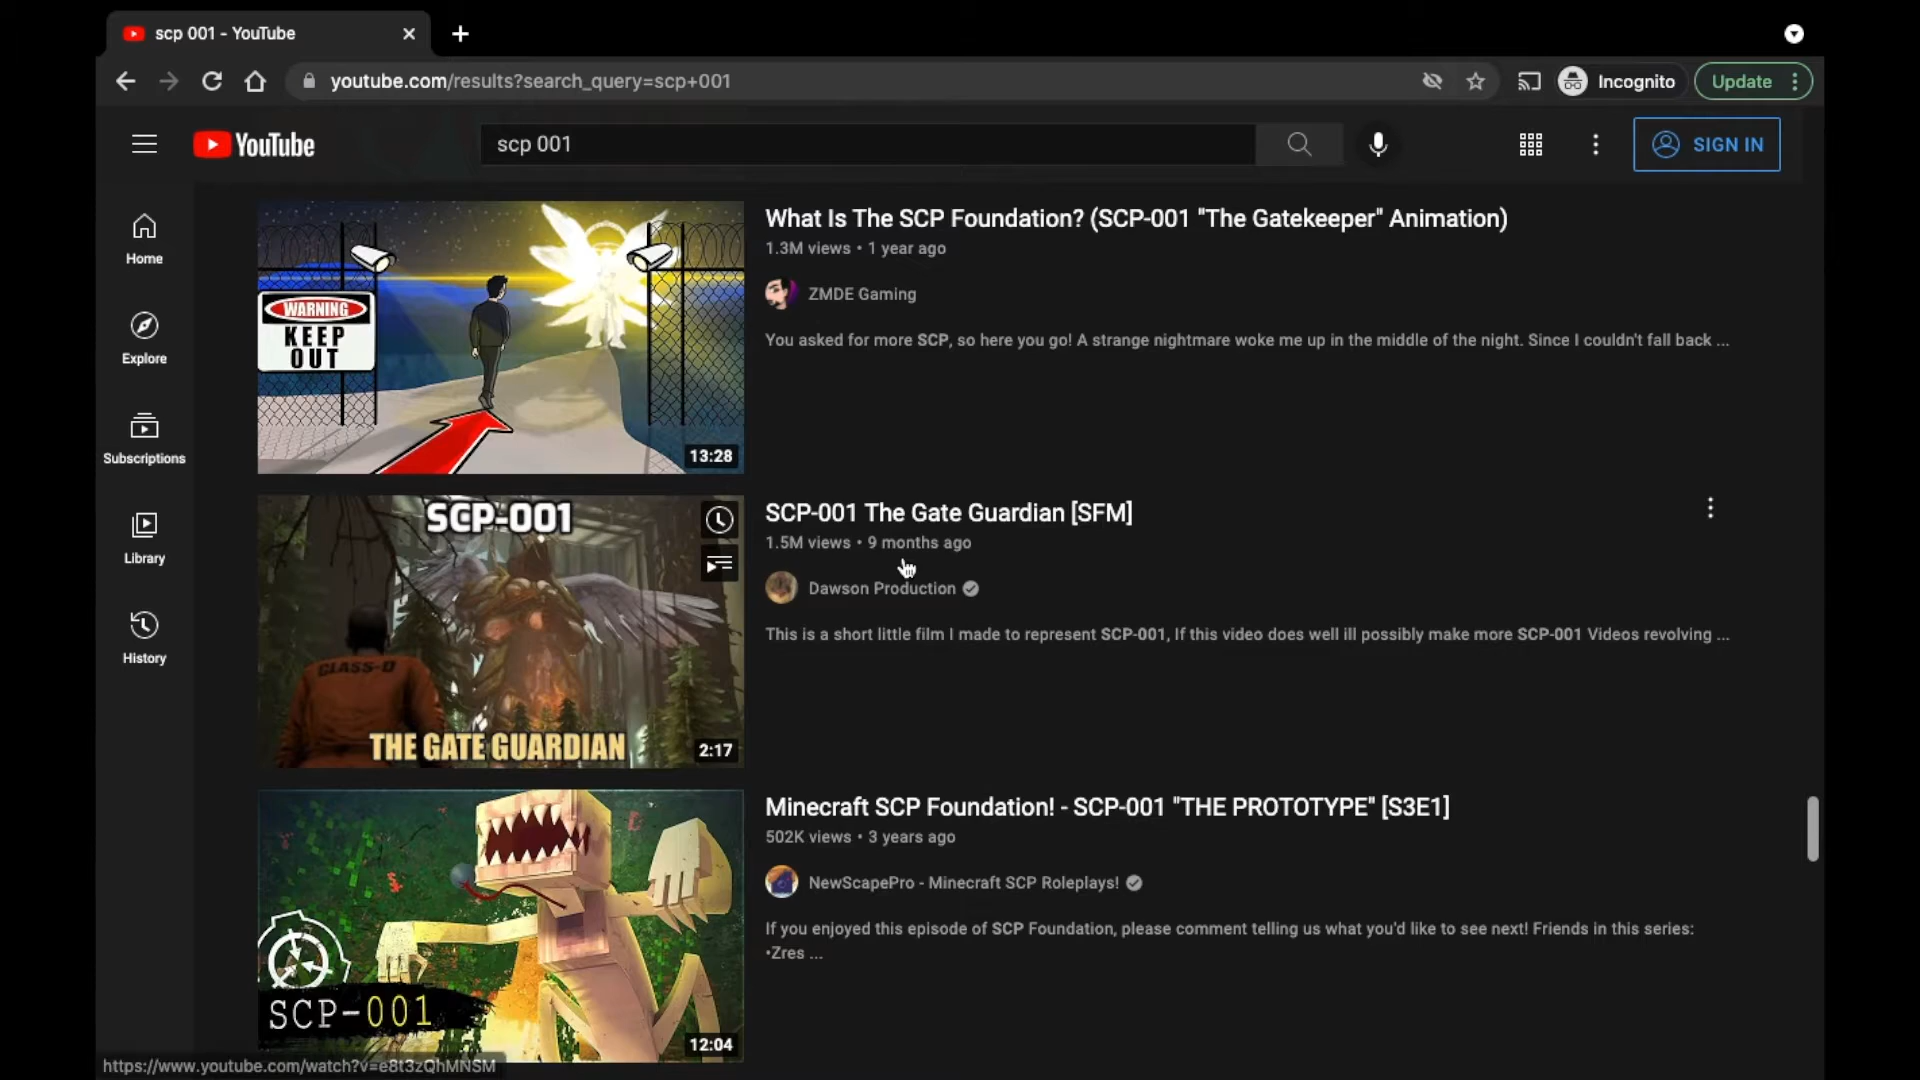 scp 001 - YouTube
youtube.com/results?search_query=scp+001
Incognito
Update
YouTube
scp 001
SIGN IN
Home
Explore
Subscriptions
Library
History
WARNING
KEEP
OUT
13:28
What Is The SCP Foundation? (SCP-001 "The Gatekeeper" Animation)
1.3M views • 1 year ago
ZMDE Gaming
You asked for more SCP, so here you go! A strange nightmare woke me up in the middle of the night. Since I couldn't fall back ...
SCP-001
CLASS-D
THE GATE GUARDIAN
2:17
SCP-001 The Gate Guardian [SFM]
1.5M views • 9 months ago
Dawson Production
This is a short little film I made to represent SCP-001, If this video does well ill possibly make more SCP-001 Videos revolving ...
SCP-001
12:04
Minecraft SCP Foundation! - SCP-001 "THE PROTOTYPE" [S3E1]
502K views • 3 years ago
NewScapePro - Minecraft SCP Roleplays!
If you enjoyed this episode of SCP Foundation, please comment telling us what you'd like to see next! Friends in this series:
•Zres ...
https://www.youtube.com/watch?v=e8t3zQhMNSM